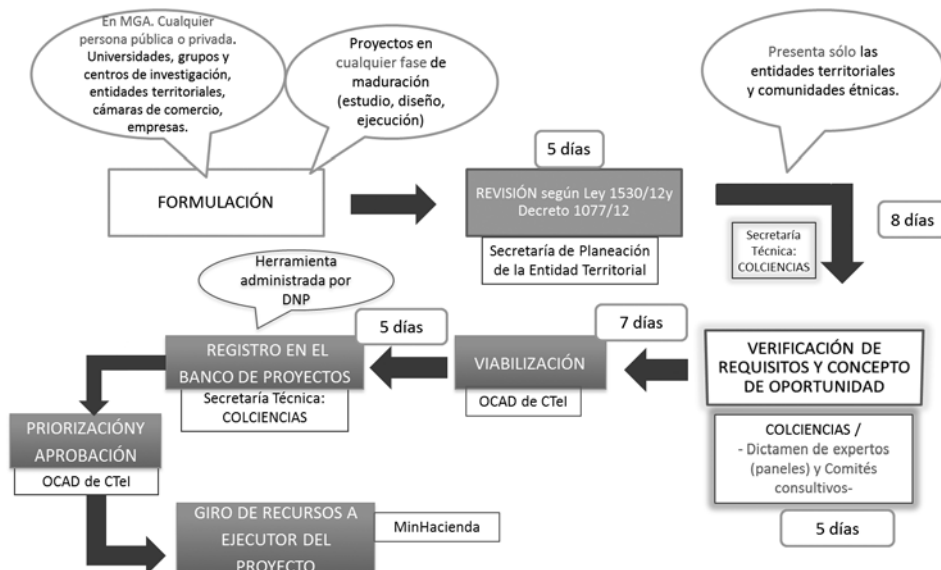 En MGA. Cualquier
persona pública o privada.
Universidades, grupos y
centros de investigación,
entidades territoriales,
cámaras de comercio,
empresas.
Proyectos en
cualquier fase de
maduración
(estudio, diseño,
ejecución)
Presenta sólo las
entidades territoriales
y comunidades étnicas.
FORMULACIÓN
5 días
REVISIÓN según Ley 1530/12y
Decreto 1077/12
Secretaría de Planeación
de la Entidad Territorial
8 días
Secretaría
Técnica:
COLCIENCIAS
VERIFICACIÓN DE
REQUISITOS Y CONCEPTO
DE OPORTUNIDAD
COLCIENCIAS /
- Dictamen de expertos
(paneles) y Comités
consultivos-
5 días
7 días
VIABILIZACIÓN
OCAD de CTeI
5 días
Herramienta
administrada por
DNP
REGISTRO EN EL
BANCO DE PROYECTOS
Secretaría Técnica:
COLCIENCIAS
PRIORIZACIÓNY
APROBACIÓN
OCAD de CTeI
GIRO DE RECURSOS A
EJECUTOR DEL
PROYECTO
MinHacienda